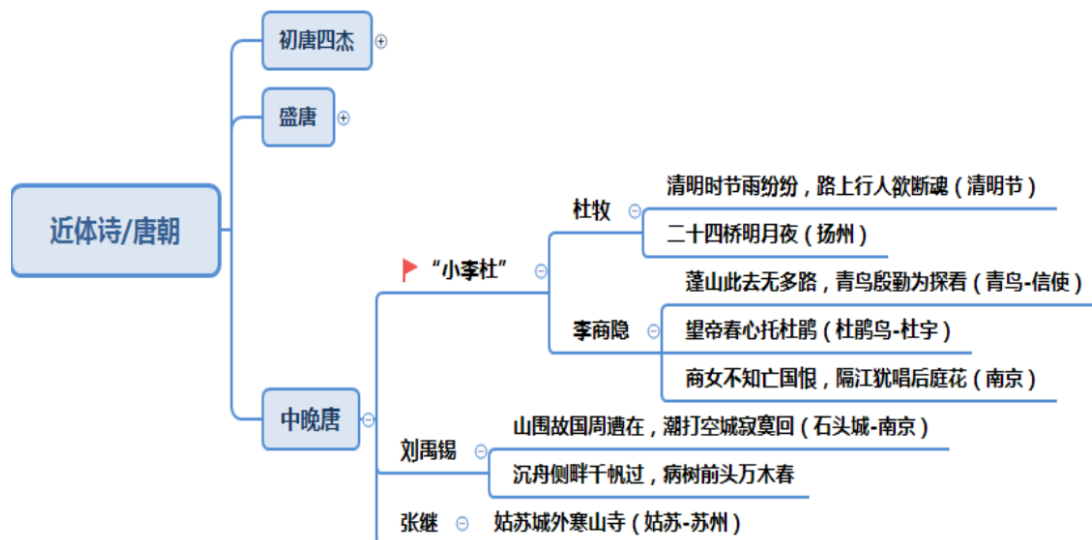 初唐四杰
盛唐
近体诗/唐朝
中晚唐
“小李杜”
杜牧
清明时节雨纷纷，路上行人欲断魂（清明节）
二十四桥明月夜（扬州）
李商隐
蓬山此去无多路，青鸟殷勤为探看（青鸟-信使）
望帝春心托杜鹃（杜鹃鸟-杜宇）
商女不知亡国恨，隔江犹唱后庭花（南京）
刘禹锡
山围故国周遭在，潮打空城寂寞回（石头城-南京）
沉舟侧畔千帆过，病树前头万木春
张继
姑苏城外寒山寺（姑苏-苏州）